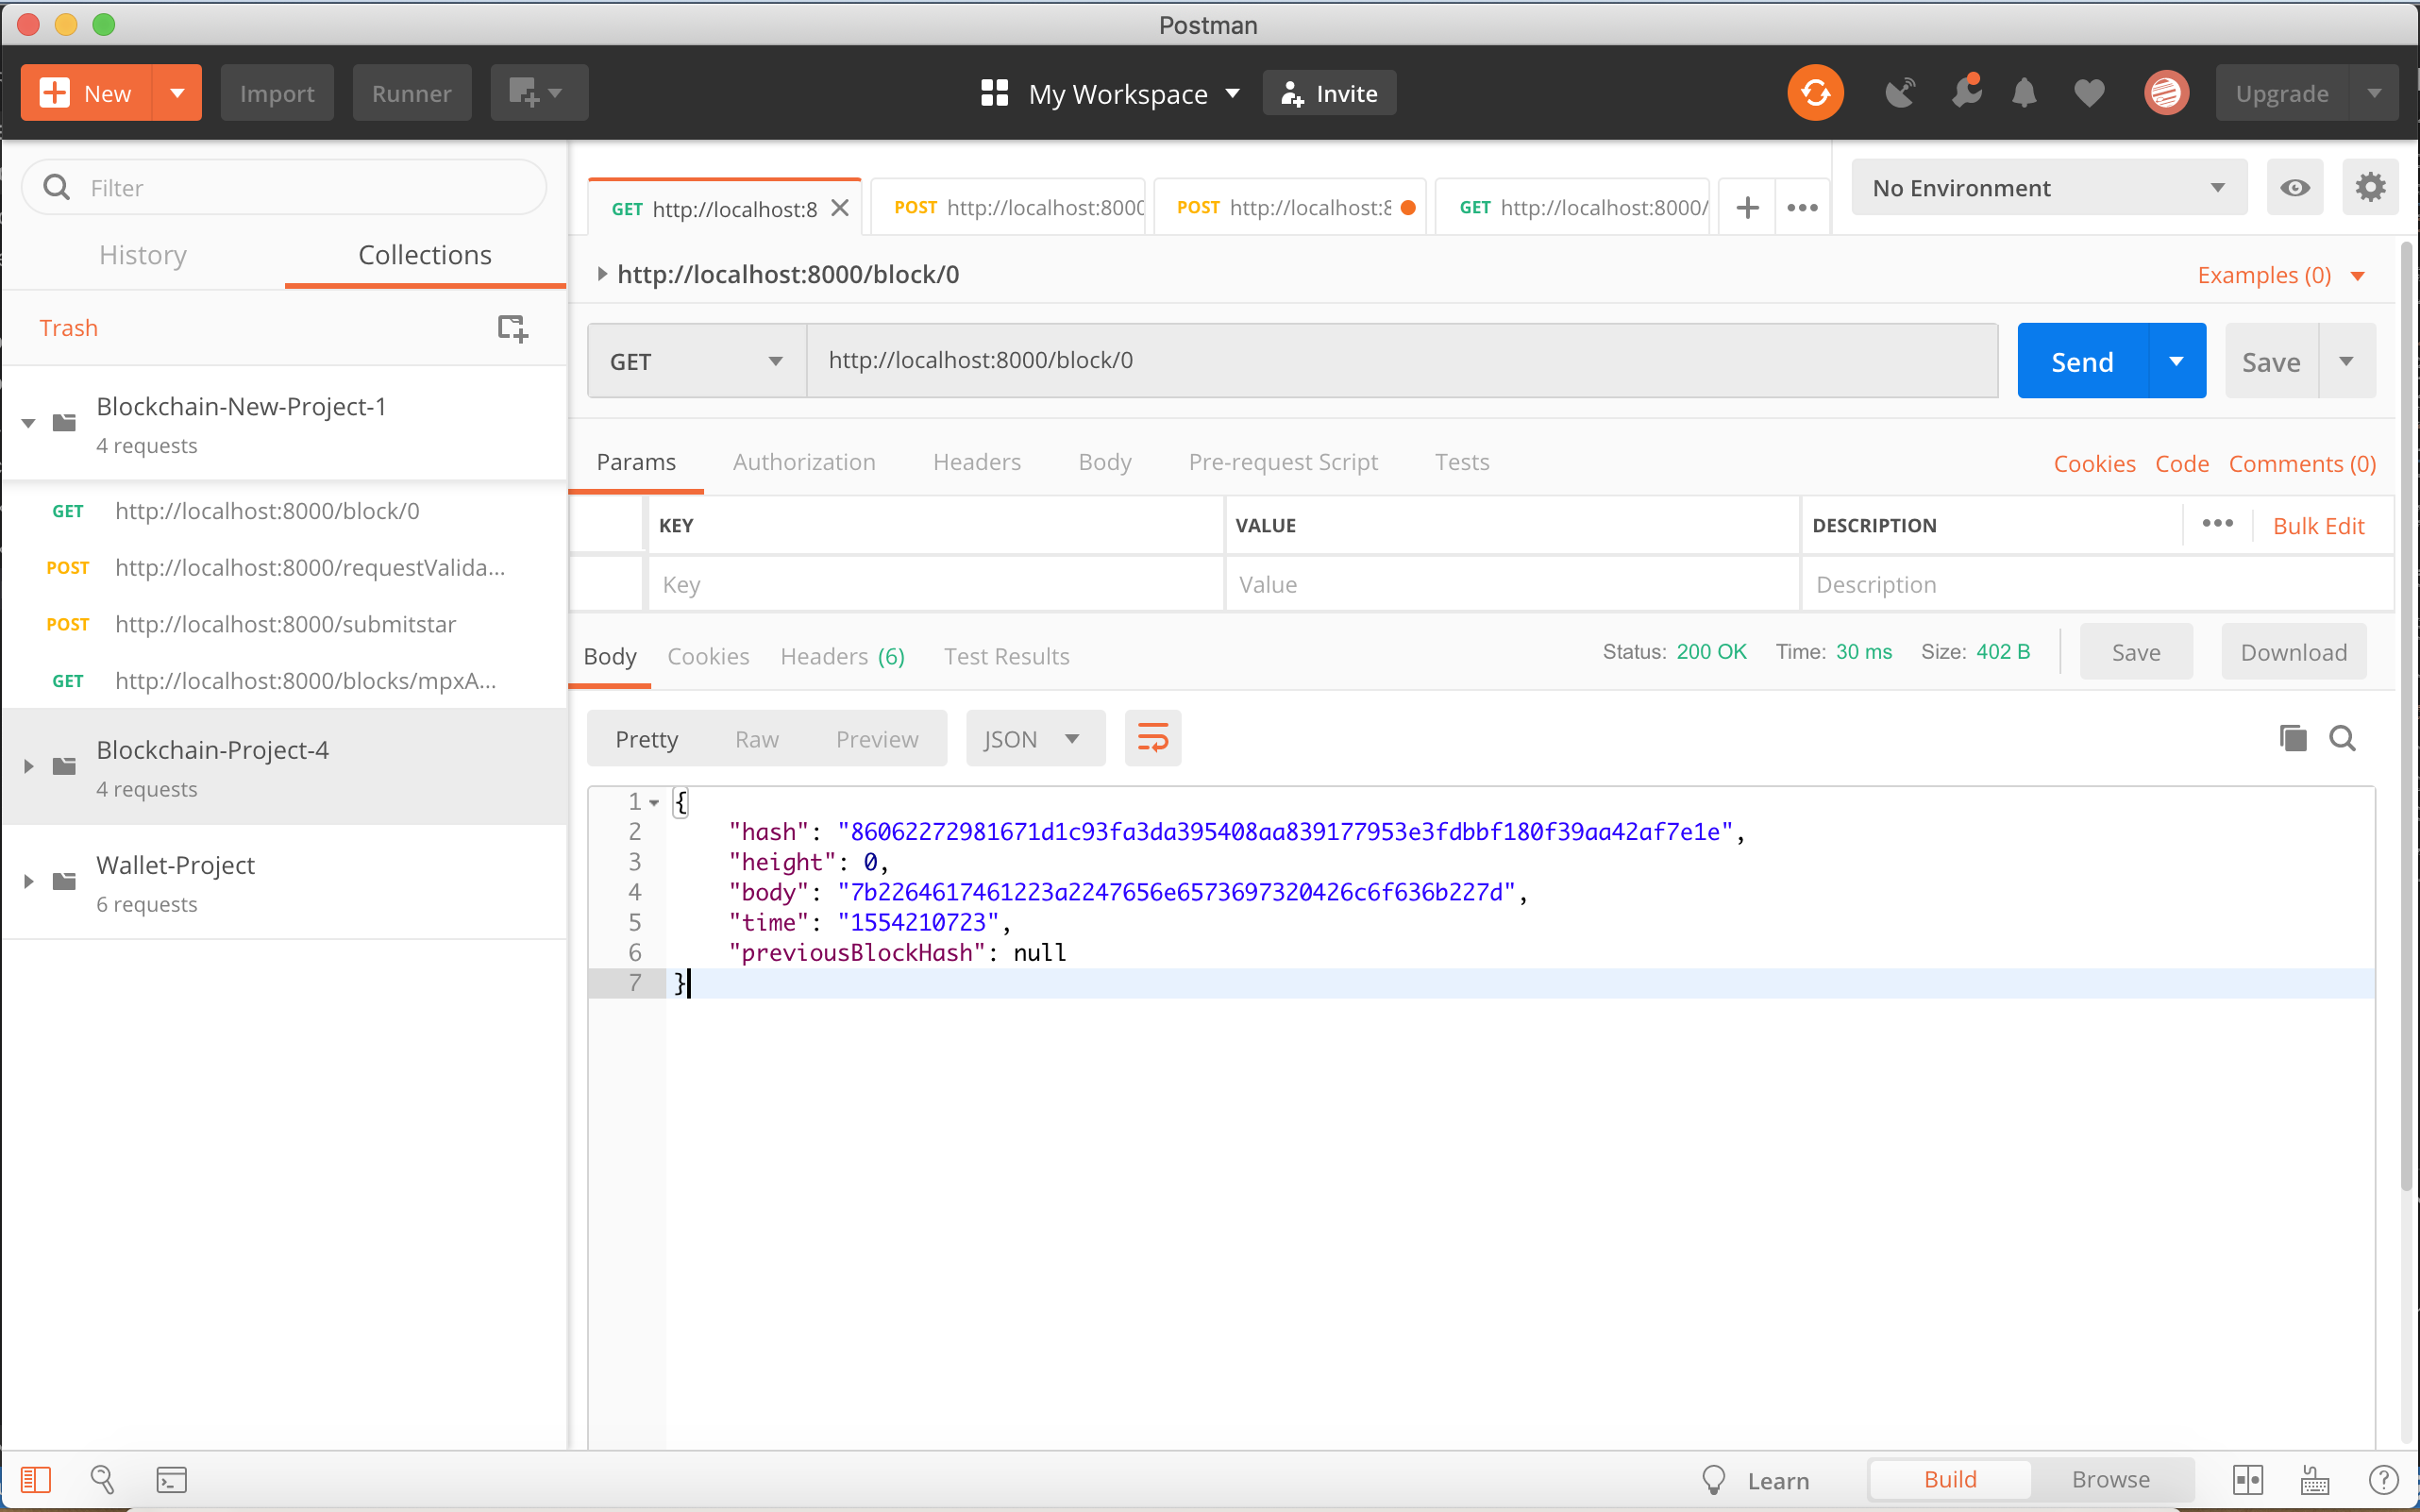 Postman
New Import Runner My Workspace Invite Upgrade
Filter
History Collections
Trash
Blockchain-New-Project-1
4 requests
GET http://localhost:8000/block/0
POST http://localhost:8000/requestValida...
POST http://localhost:8000/submitstar
GET http://localhost:8000/blocks/mpxA...
Blockchain-Project-4
4 requests
Wallet-Project
6 requests
GET http://localhost:8 POST http://localhost:8000 POST http://localhost:8 GET http://localhost:8000/ No Environment
http://localhost:8000/block/0 Examples (0)
GET http://localhost:8000/block/0 Send Save
Params Authorization Headers Body Pre-request Script Tests Cookies Code Comments (0)
KEY VALUE DESCRIPTION Bulk Edit
Key Value Description
Body Cookies Headers (6) Test Results Status: 200 OK Time: 30 ms Size: 402 B Save Download
Pretty Raw Preview JSON
1 {
2 "hash": "86062272981671d1c93fa3da395408aa839177953e3fdbbf180f39aa42af7e1e",
3 "height": 0,
4 "body": "7b2264617461223a2247656e6573697320426c6f636b227d",
5 "time": "1554210723",
6 "previousBlockHash": null
7 }
Learn Build Browse